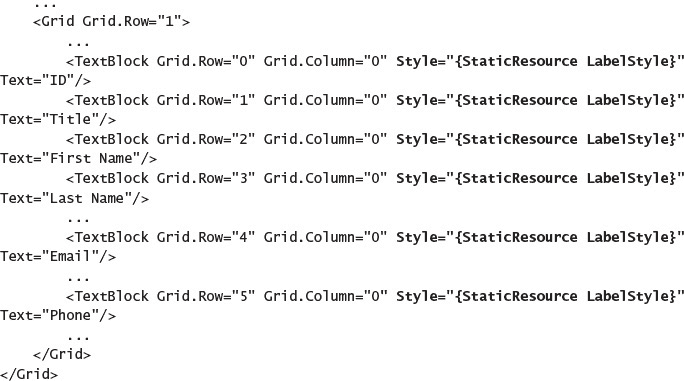 ...
<Grid Grid.Row="1">
...
<TextBlock Grid.Row="0" Grid.Column="0" Style="{StaticResource LabelStyle}"
Text="ID"/>
<TextBlock Grid.Row="1" Grid.Column="0" Style="{StaticResource LabelStyle}"
Text="Title"/>
<TextBlock Grid.Row="2" Grid.Column="0" Style="{StaticResource LabelStyle}"
Text="First Name"/>
<TextBlock Grid.Row="3" Grid.Column="0" Style="{StaticResource LabelStyle}"
Text="Last Name"/>
...
<TextBlock Grid.Row="4" Grid.Column="0" Style="{StaticResource LabelStyle}"
Text="Email"/>
...
<TextBlock Grid.Row="5" Grid.Column="0" Style="{StaticResource LabelStyle}"
Text="Phone"/>
...
</Grid>
</Grid>